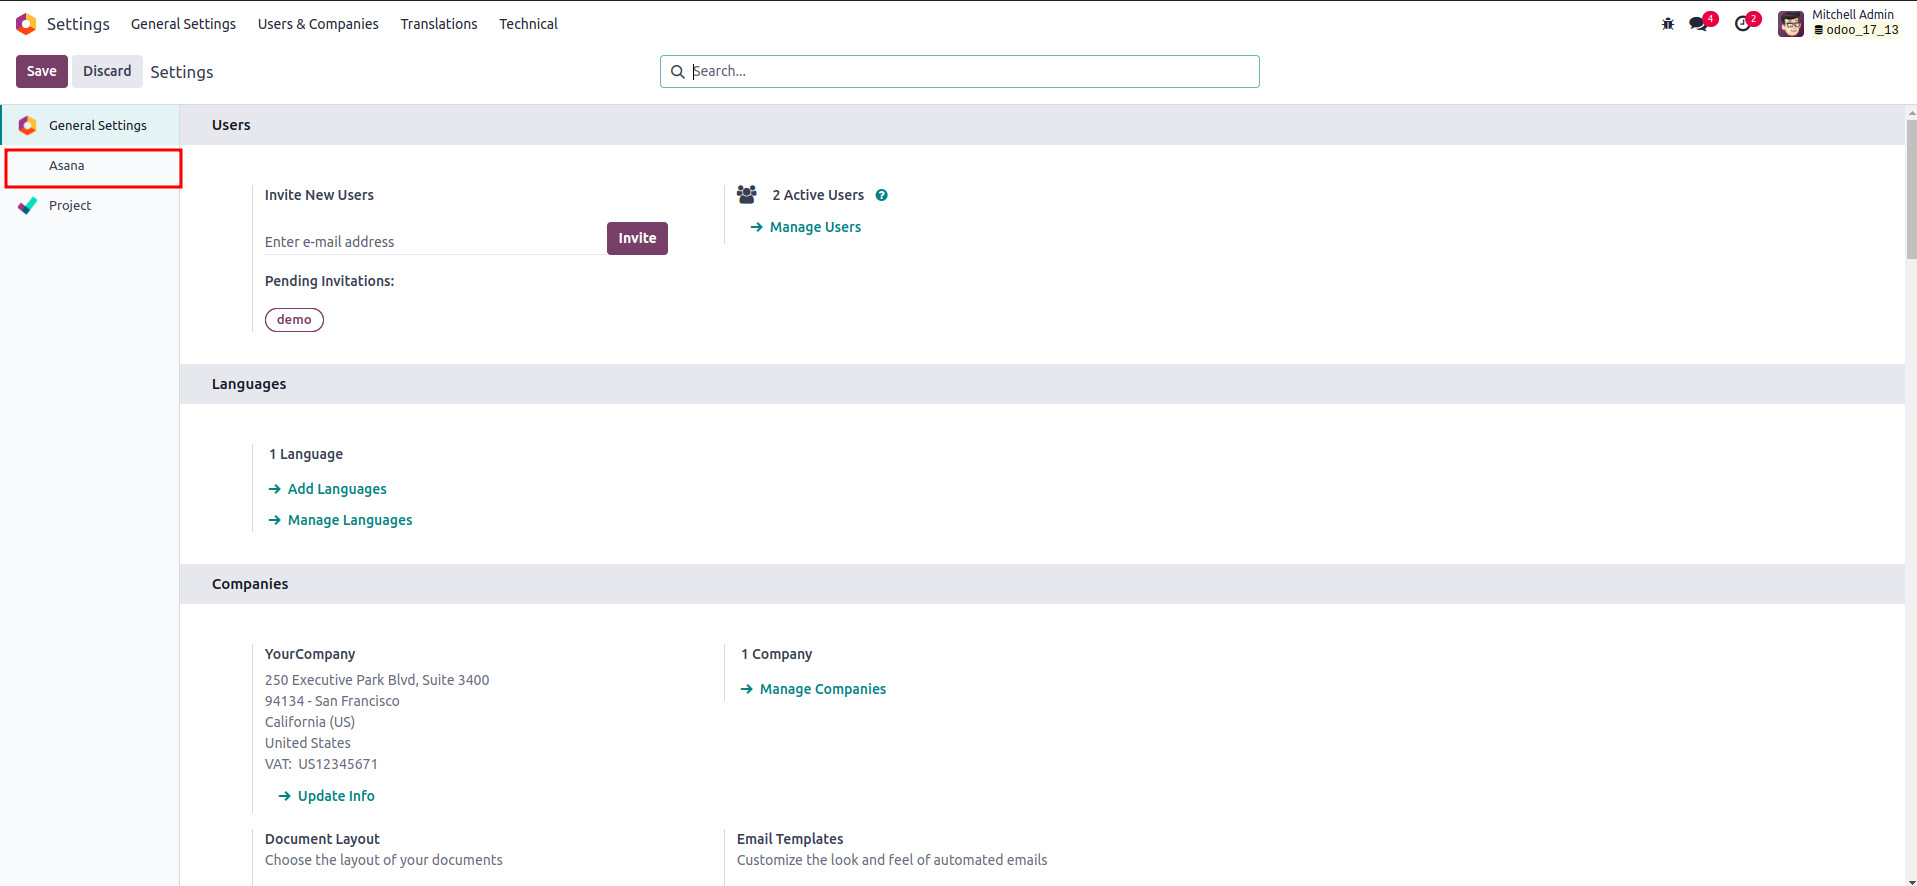 Settings General Settings Users & Companies Translations Technical 4 2 Mitchell Admin
odoo_17_13
Save Discard Settings Search...
General Settings
Asana
Project
Users
Invite New Users
Enter e-mail address Invite
Pending Invitations:
demo
2 Active Users ?
Manage Users
Languages
1 Language
Add Languages
Manage Languages
Companies
YourCompany
250 Executive Park Blvd, Suite 3400
94134 - San Francisco
California (US)
United States
VAT: US12345671
Update Info
1 Company
Manage Companies
Document Layout
Choose the layout of your documents
Email Templates
Customize the look and feel of automated emails